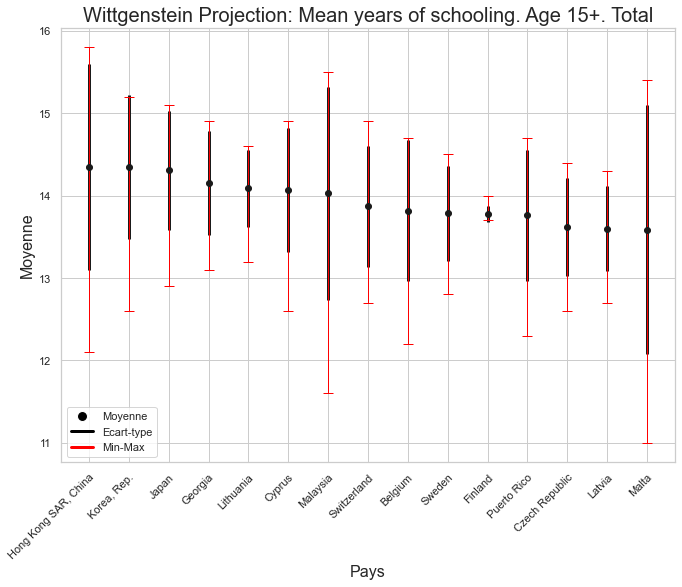 Wittgenstein Projection: Mean years of schooling. Age 15+. Total
16
15
14
13
12
11
Moyenne
Moyenne
Ecart-type
Min-Max
Hong Kong SAR, China
Korea, Rep.
Japan
Georgia
Lithuania
Cyprus
Malaysia
Switzerland
Belgium
Sweden
Finland
Puerto Rico
Czech Republic
Latvia
Malta
Pays